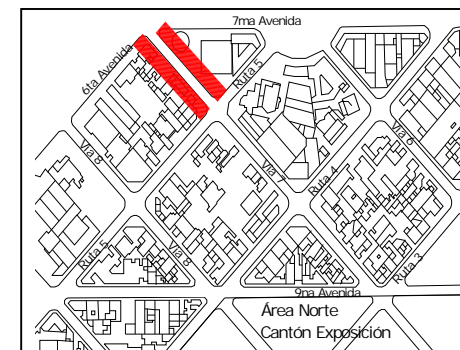 7ma Avenida
6ta Avenida
Ruta 5
Vía 6
Vía 8
Vía 7
Ruta 4
Ruta 5
Vía 8
Ruta 3
9na Avenida
Área Norte
Cantón Exposición